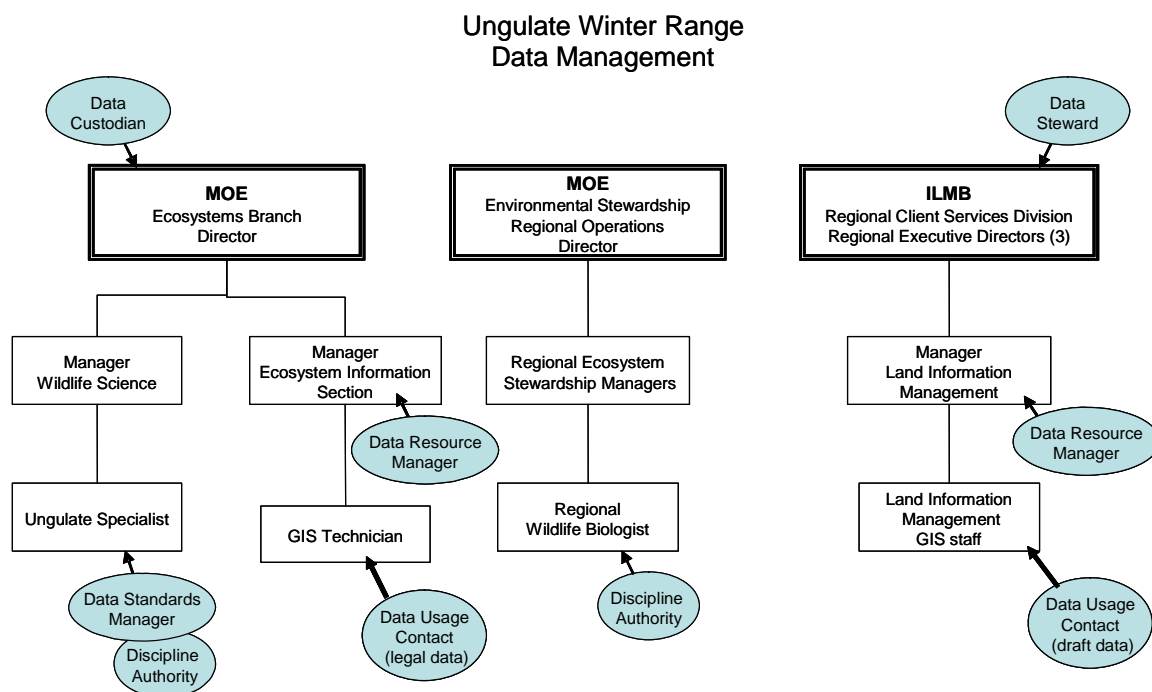 Ungulate Winter Range
Data Management
Data
Custodian
Data
Steward
MOE
Ecosystems Branch
Director
MOE
Environmental Stewardship
Regional Operations
Director
ILMB
Regional Client Services Division
Regional Executive Directors (3)
Manager
Wildlife Science
Manager
Ecosystem Information
Section
Regional Ecosystem
Stewardship Managers
Manager
Land Information
Management
Data Resource
Manager
Data Resource
Manager
Ungulate Specialist
GIS Technician
Regional
Wildlife Biologist
Land Information
Management
GIS staff
Data Standards
Manager
Discipline
Authority
Data Usage
Contact
(legal data)
Discipline
Authority
Data Usage
Contact
(draft data)